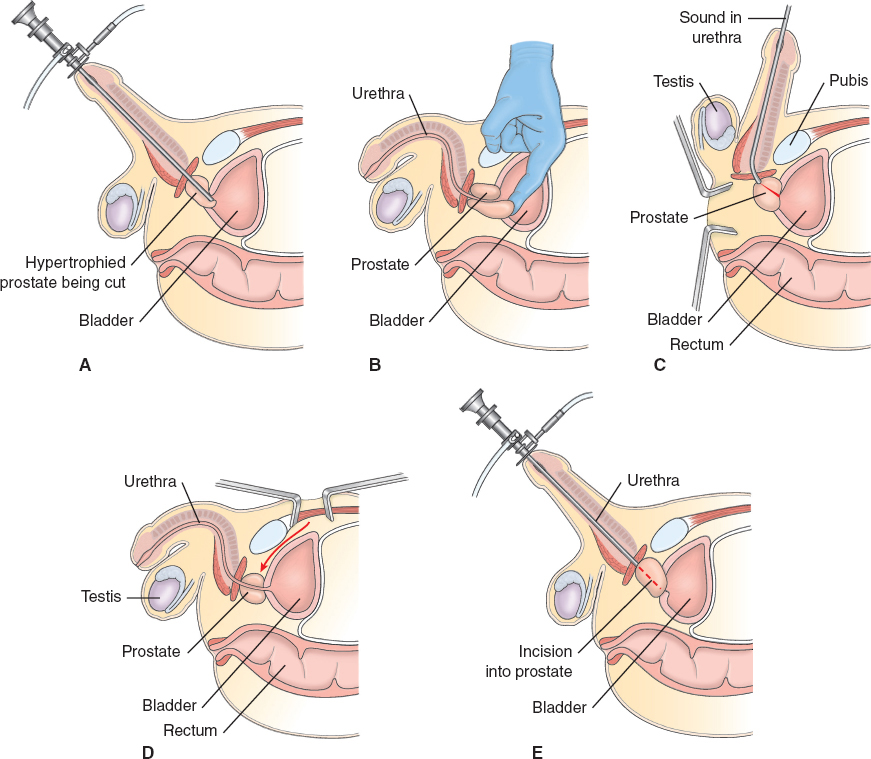 Hypertrophied
prostate being cut
Bladder
A
Urethra
Prostate
Bladder
B
Sound in
urethra
Testis
Pubis
Prostate
Bladder
Rectum
C
Urethra
Testis
Prostate
Bladder
Rectum
D
Urethra
Incision
into prostate
Bladder
E